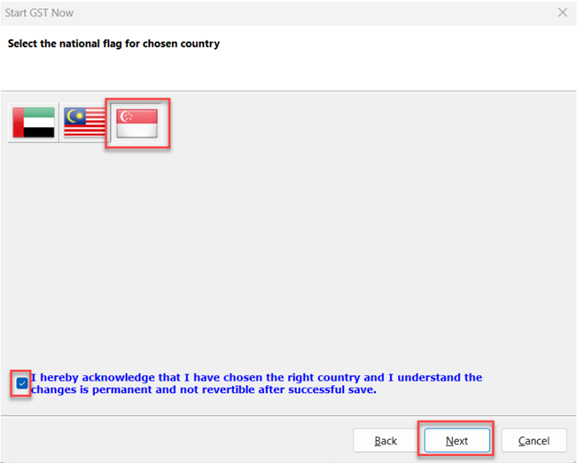 Start GST Now
Select the national flag for chosen country
I hereby acknowledge that I have chosen the right country and I understand the
changes is permanent and not revertible after successful save.
Back Next Cancel